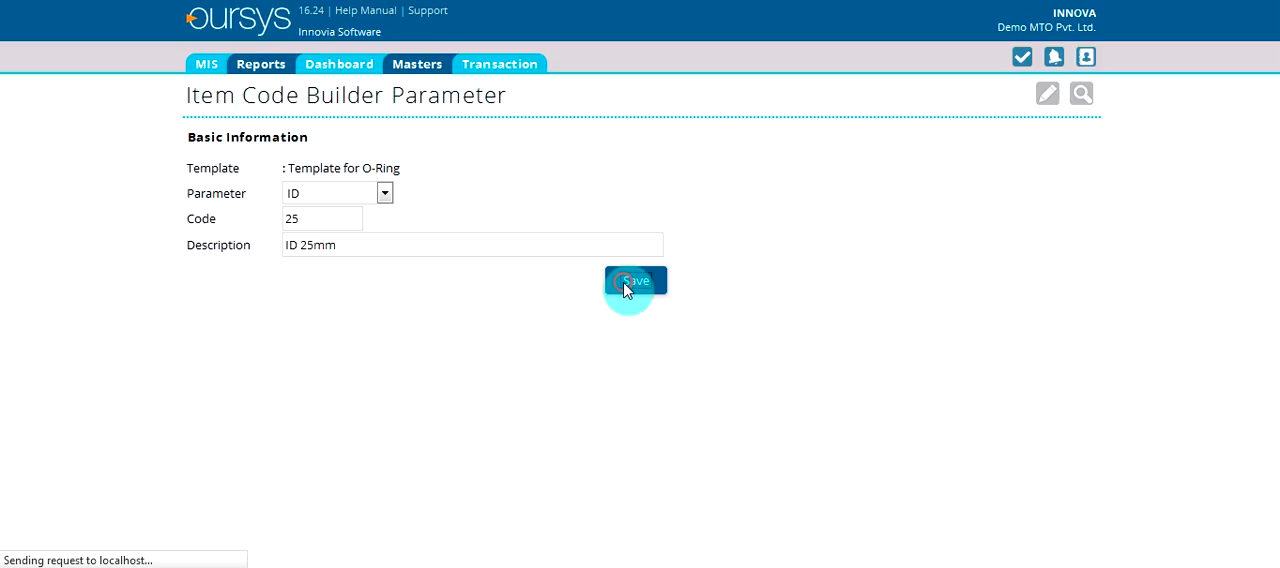 oursys
16.24 | Help Manual | Support
Innovia Software
INNOVA
Demo MTO Pvt. Ltd.
MIS Reports Dashboard Masters Transaction
Item Code Builder Parameter
Basic Information
Template : Template for O-Ring
Parameter ID
Code 25
Description ID 25mm
Save
Sending request to localhost...